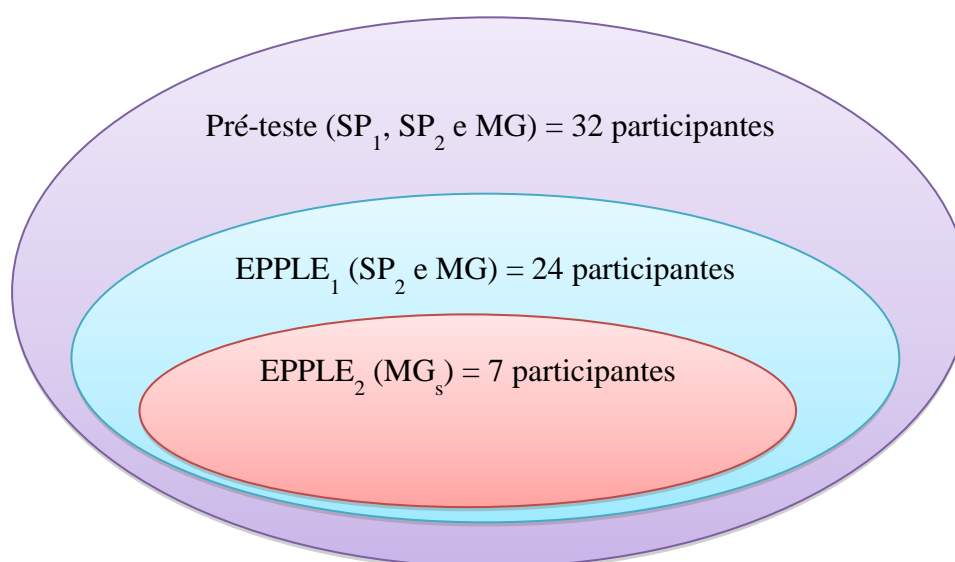 Pré-teste (SP₁, SP₂ e MG) = 32 participantes
EPPLE₁ (SP₂ e MG) = 24 participantes
EPPLE₂ (MGₛ) = 7 participantes